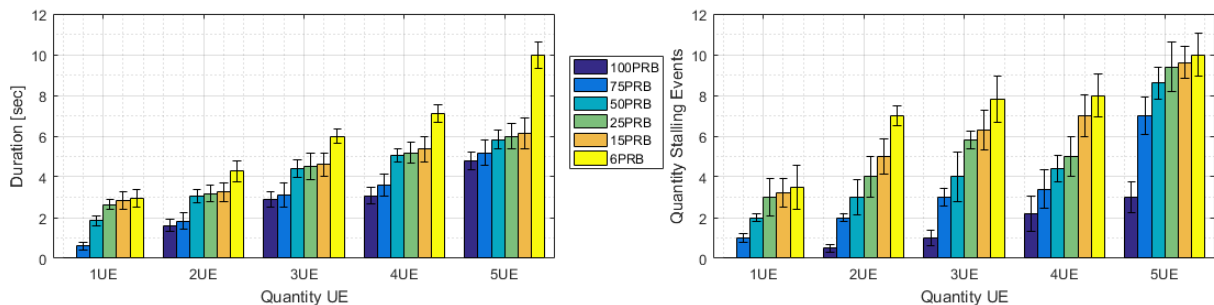 12
10
8
6
4
2
0
Duration [sec]
1UE 2UE 3UE 4UE 5UE
Quantity UE
100PRB
75PRB
50PRB
25PRB
15PRB
6PRB
12
10
8
6
4
2
0
Quantity Stalling Events
1UE 2UE 3UE 4UE 5UE
Quantity UE